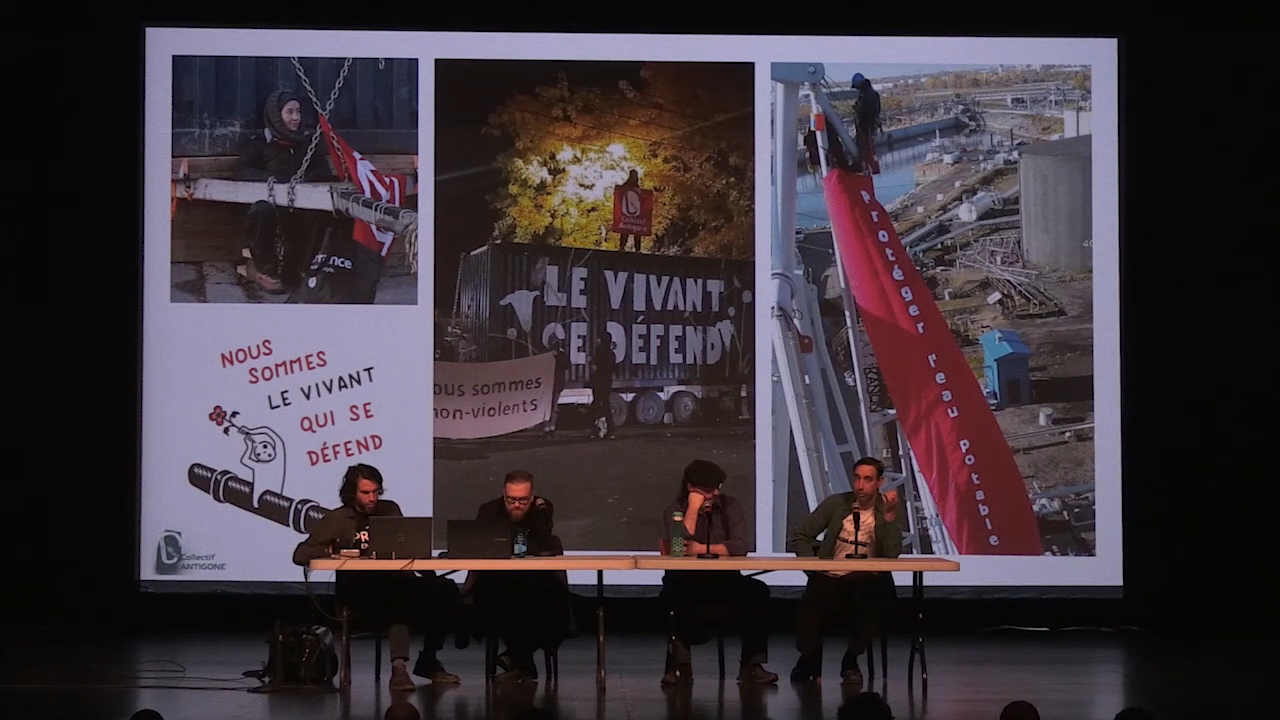 NOUS
SOMMES
LE VIVANT
QUI SE
DÉFEND
Collectif
ANTIGONE
LE VIVANT
SE DÉFEND
ous sommes
non-violents
Protéger l'eau potable